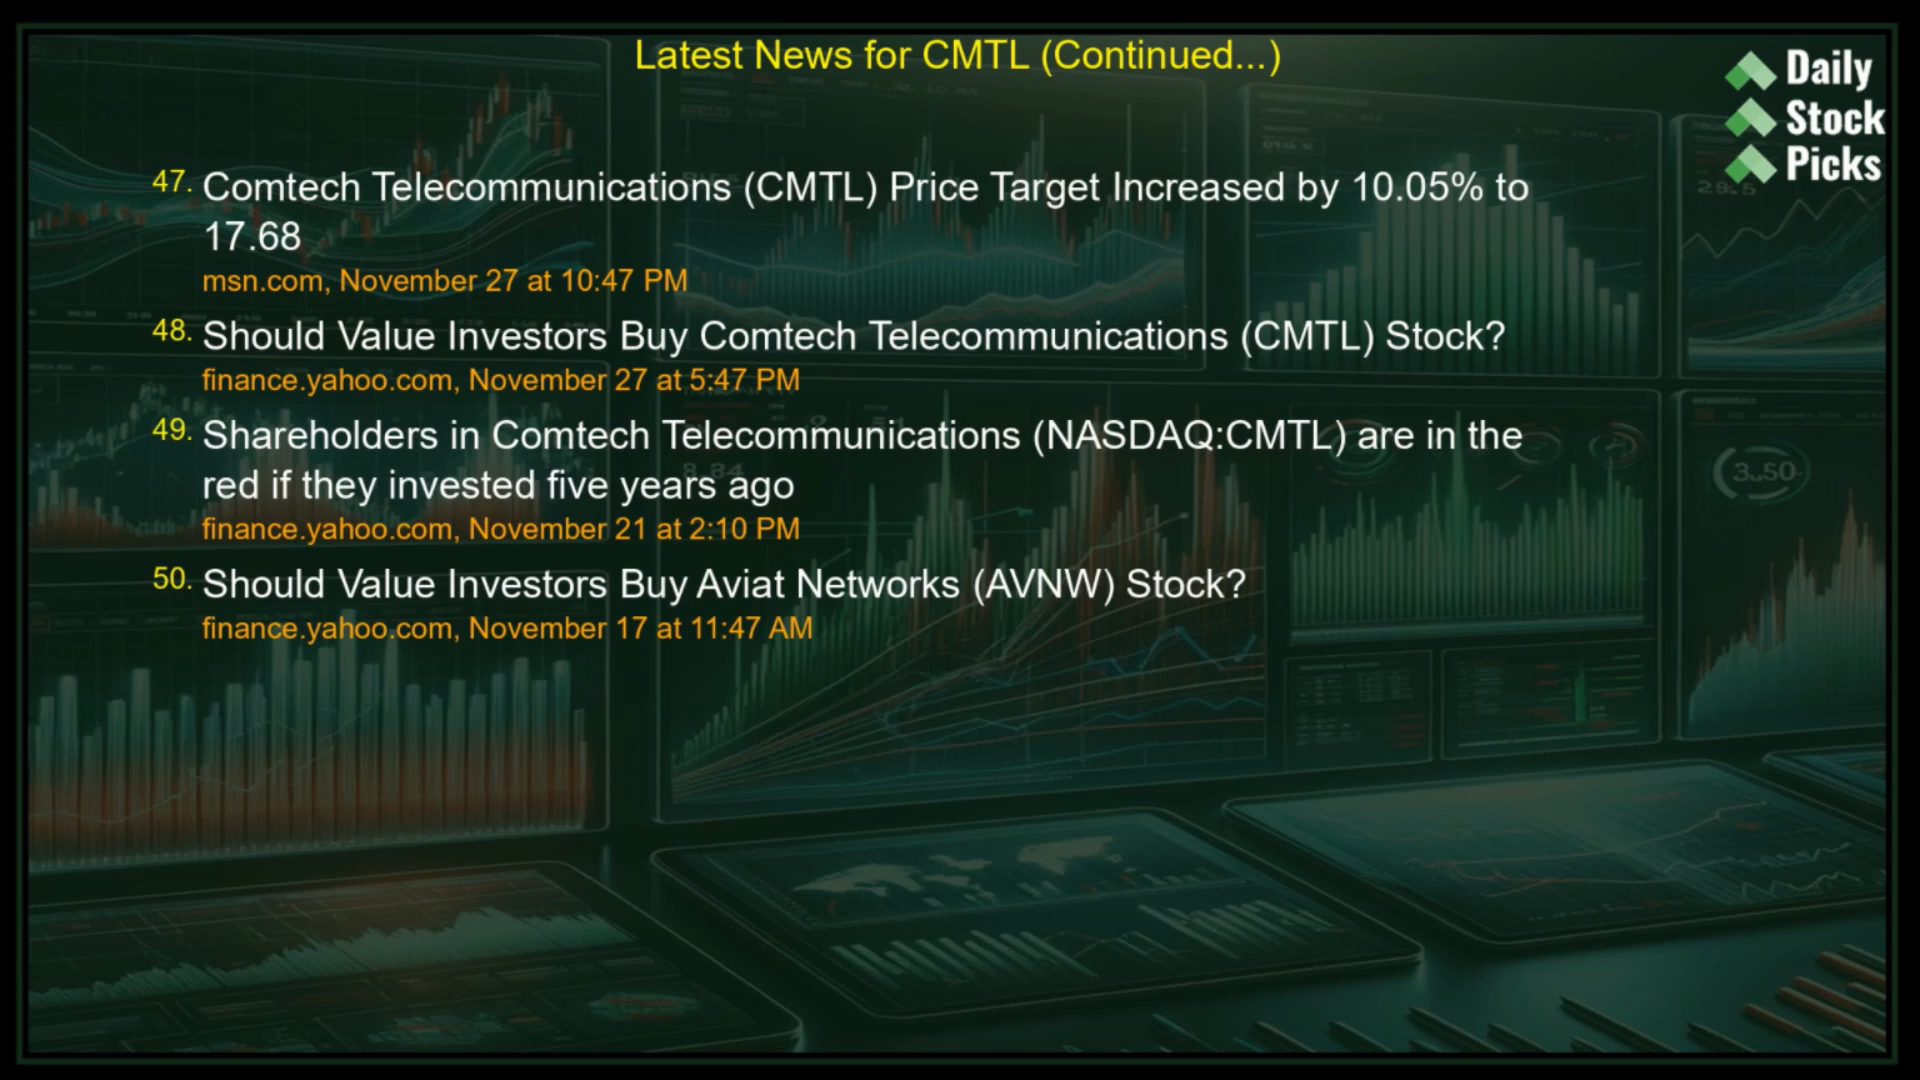 Latest News for CMTL (Continued...)
Daily
Stock
Picks
47. Comtech Telecommunications (CMTL) Price Target Increased by 10.05% to
17.68
msn.com, November 27 at 10:47 PM
48. Should Value Investors Buy Comtech Telecommunications (CMTL) Stock?
finance.yahoo.com, November 27 at 5:47 PM
49. Shareholders in Comtech Telecommunications (NASDAQ:CMTL) are in the
red if they invested five years ago
finance.yahoo.com, November 21 at 2:10 PM
50. Should Value Investors Buy Aviat Networks (AVNW) Stock?
finance.yahoo.com, November 17 at 11:47 AM